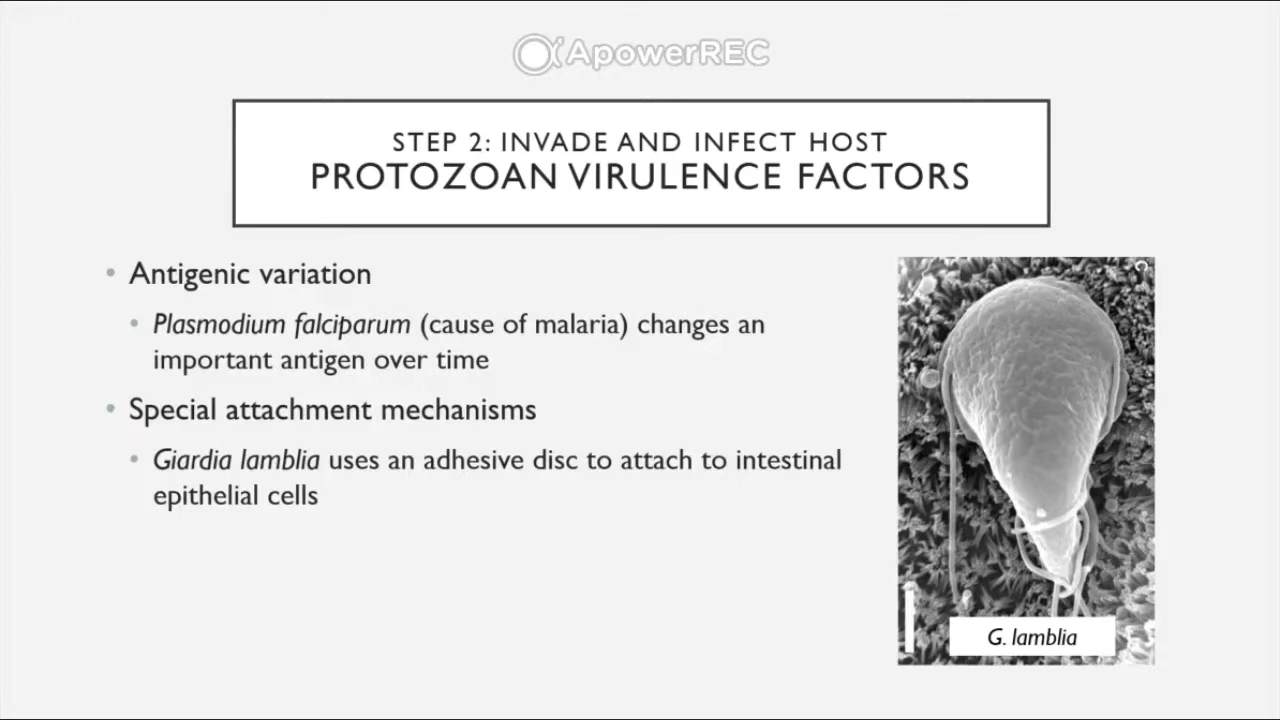 ApowerREC
STEP 2: INVADE AND INFECT HOST
PROTOZOAN VIRULENCE FACTORS
• Antigenic variation
• Plasmodium falciparum (cause of malaria) changes an
important antigen over time
• Special attachment mechanisms
• Giardia lamblia uses an adhesive disc to attach to intestinal
epithelial cells
G. lamblia